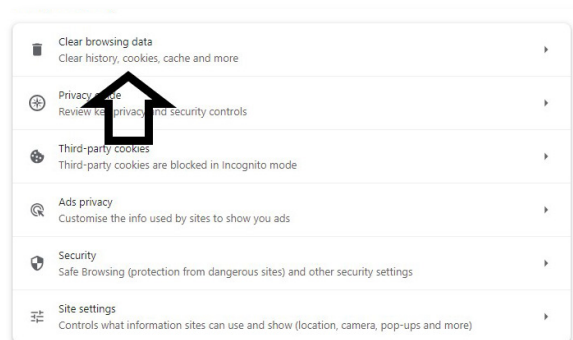 Clear browsing data
Clear history, cookies, cache and more
Privacy
Review privacy and security controls
Third-party cookies
Third-party cookies are blocked in Incognito mode
Ads privacy
Customise the info used by sites to show you ads
Security
Safe Browsing (protection from dangerous sites) and other security settings
Site settings
Controls what information sites can use and show (location, camera, pop-ups and more)